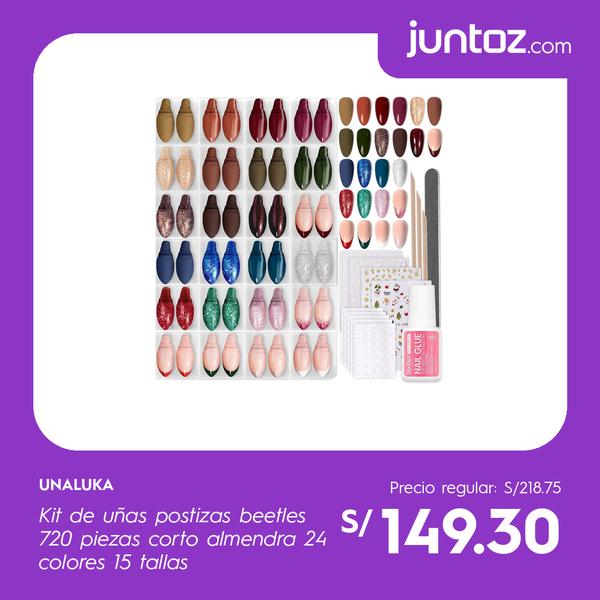 juntoz.com
NAIL GLUE
UNALUKA
Kit de uñas postizas beetles
720 piezas corto almendra 24
colores 15 tallas
Precio regular: S/218.75
S/149.30